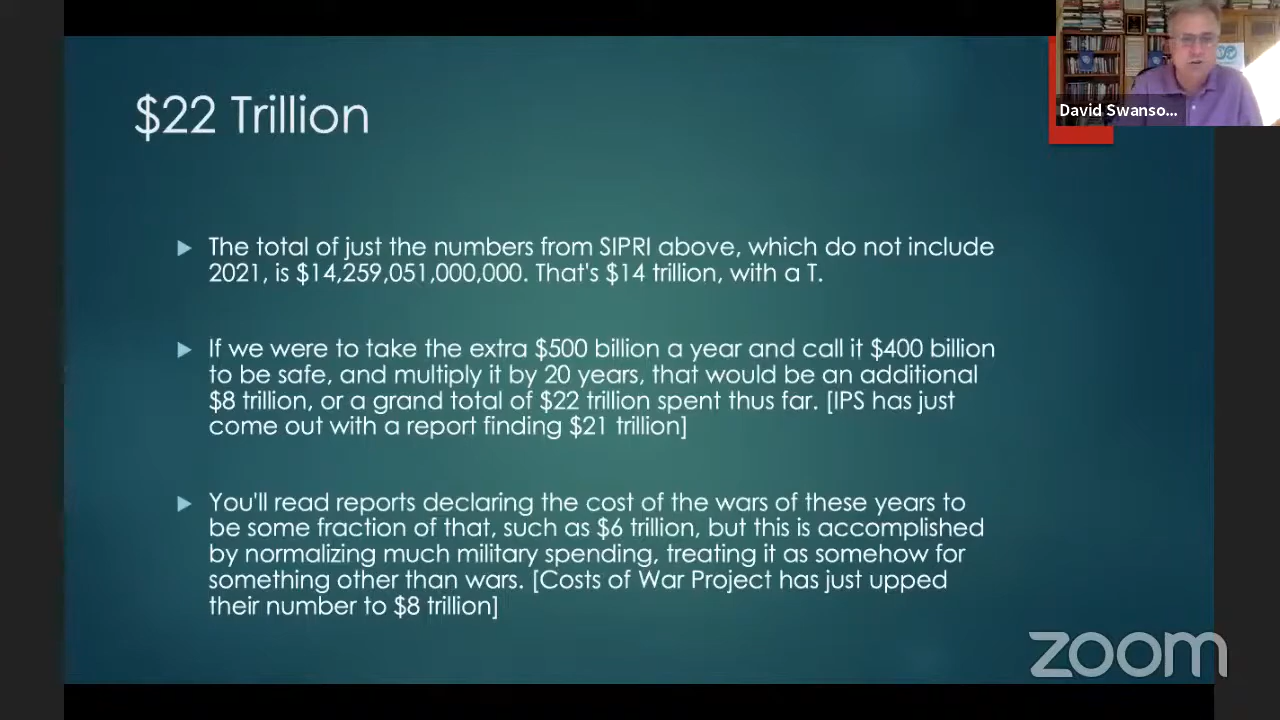 $22 Trillion
The total of just the numbers from SIPRI above, which do not include
2021, is $14,259,051,000,000. That's $14 trillion, with a T.
If we were to take the extra $500 billion a year and call it $400 billion
to be safe, and multiply it by 20 years, that would be an additional
$8 trillion, or a grand total of $22 trillion spent thus far. [IPS has just
come out with a report finding $21 trillion]
You'll read reports declaring the cost of the wars of these years to
be some fraction of that, such as $6 trillion, but this is accomplished
by normalizing much military spending, treating it as somehow for
something other than wars. [Costs of War Project has just upped
their number to $8 trillion]
David Swanso...
zoom